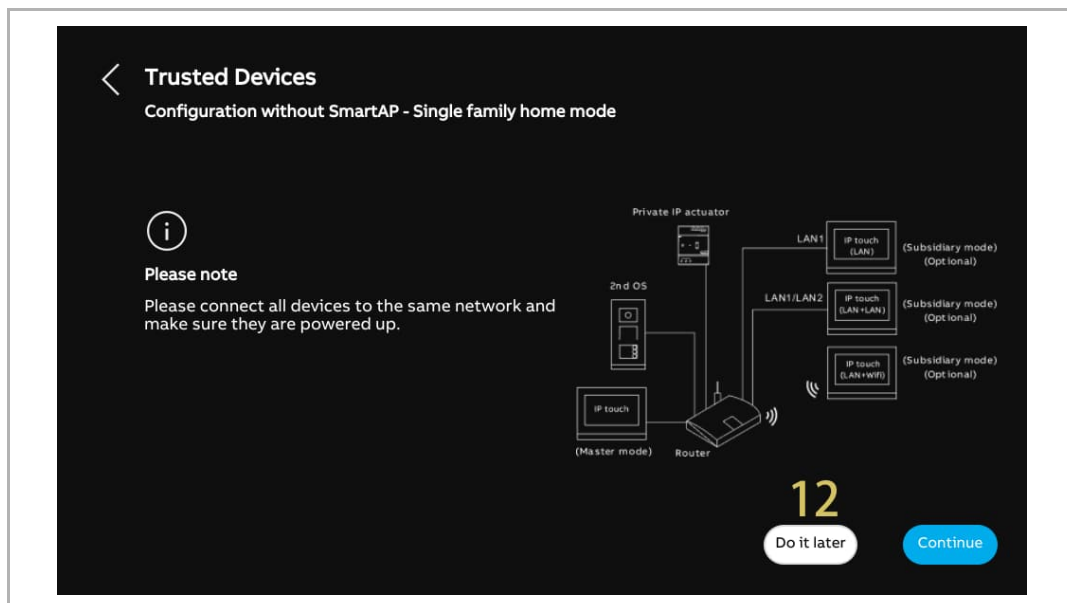 Trusted Devices
Configuration without SmartAP - Single family home mode
Please note
Please connect all devices to the same network and
make sure they are powered up.
Private IP actuator
2nd OS
LAN1
IP touch
(LAN)
(Subsidiary mode)
(Optional)
LAN1/LAN2
IP touch
(LAN+LAN)
(Subsidiary mode)
(Optional)
IP touch
(LAN+Wifi)
(Subsidiary mode)
(Optional)
IP touch
(Master mode)
Router
12
Do it later
Continue